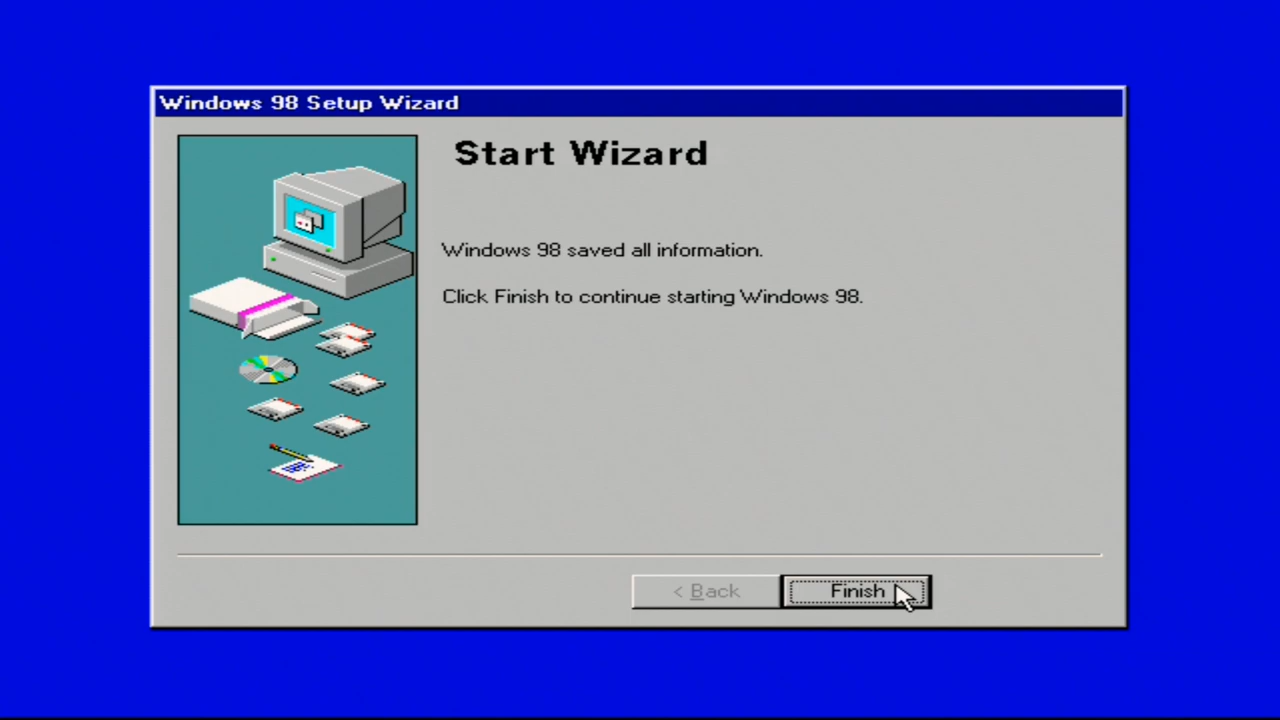 Windows 98 Setup Wizard
Start Wizard
Windows 98 saved all information.
Click Finish to continue starting Windows 98.
< Back
Finish